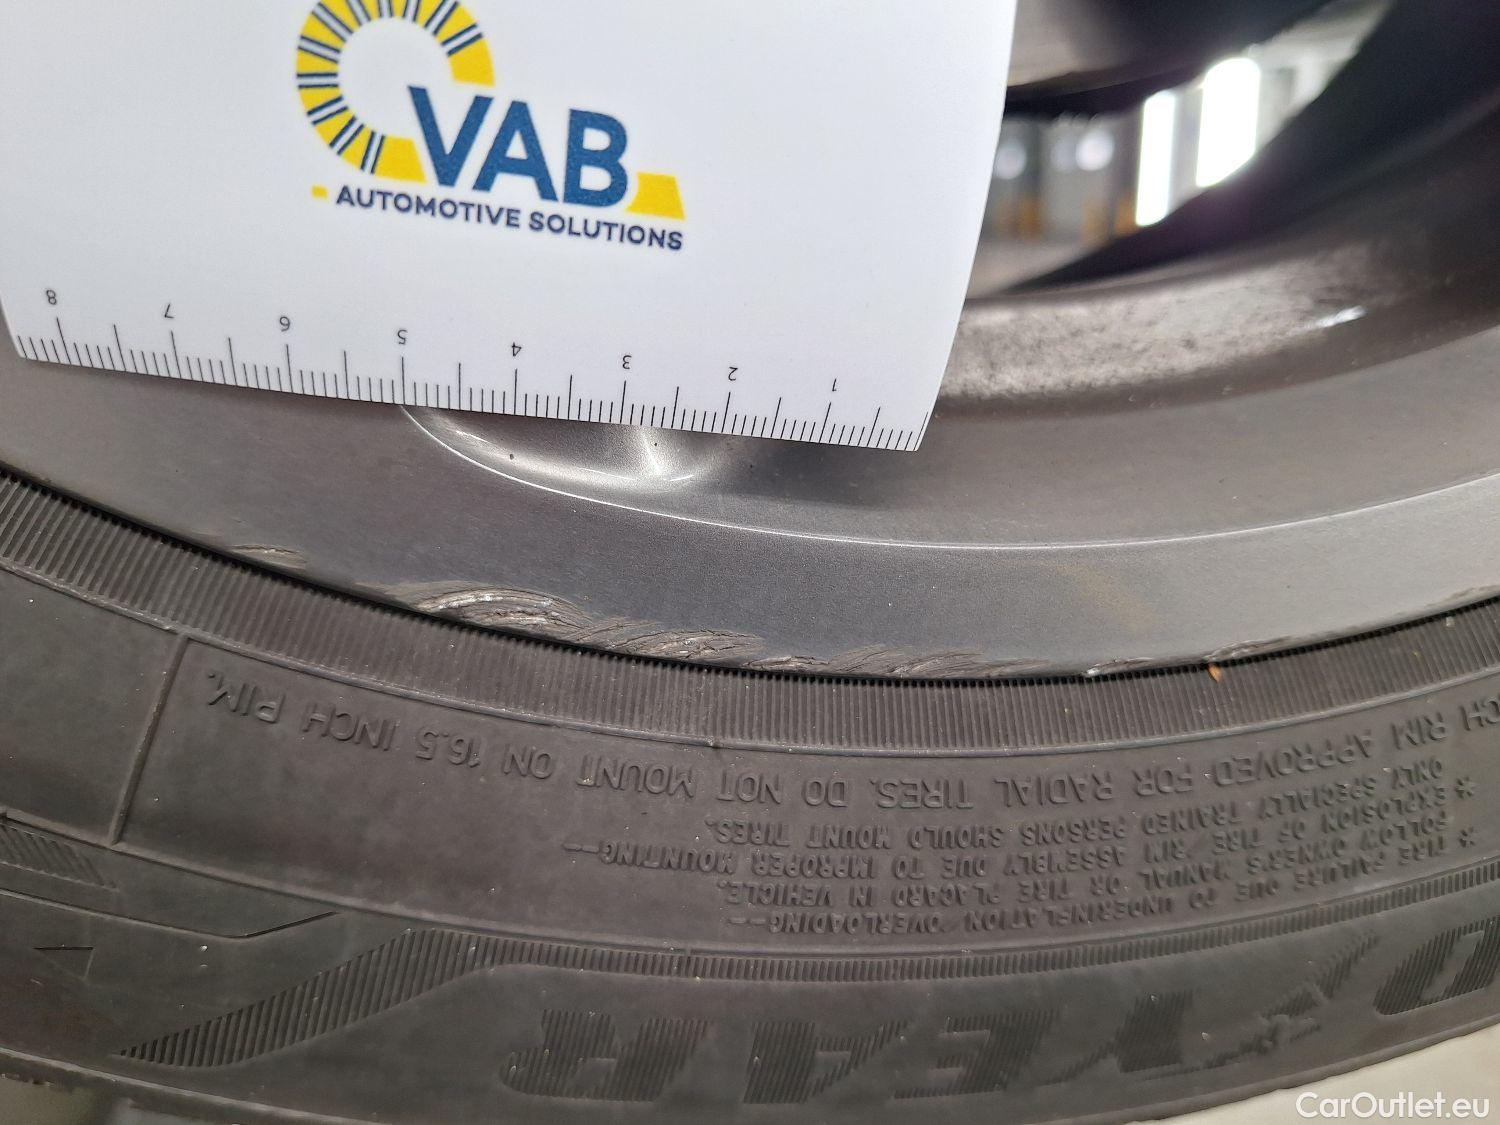 VAB
AUTOMOTIVE SOLUTIONS
8 7 6 5 4 3 2 1
INCH RIM APPROVED FOR RADIAL TIRES. DO NOT MOUNT ON 16.5 INCH RIM.
* TIRE FAILURE DUE TO UNDERINFLATION/OVERLOADING--
FOLLOW OWNER'S MANUAL OR TIRE PLACARD IN VEHICLE.
* EXPLOSION OF TIRE/RIM ASSEMBLY DUE TO IMPROPER MOUNTING--
ONLY SPECIALLY TRAINED PERSONS SHOULD MOUNT TIRES.
YEAR
CarOutlet.eu